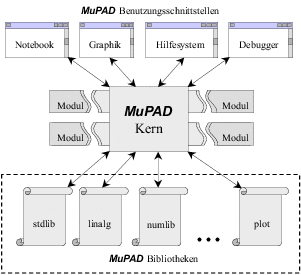 MuPAD Benutzungsschnittstellen
Notebook Graphik Hilfesystem Debugger
Modul MuPAD Modul
Kern
Modul Modul
stdlib linalg numlib plot
MuPAD Bibliotheken